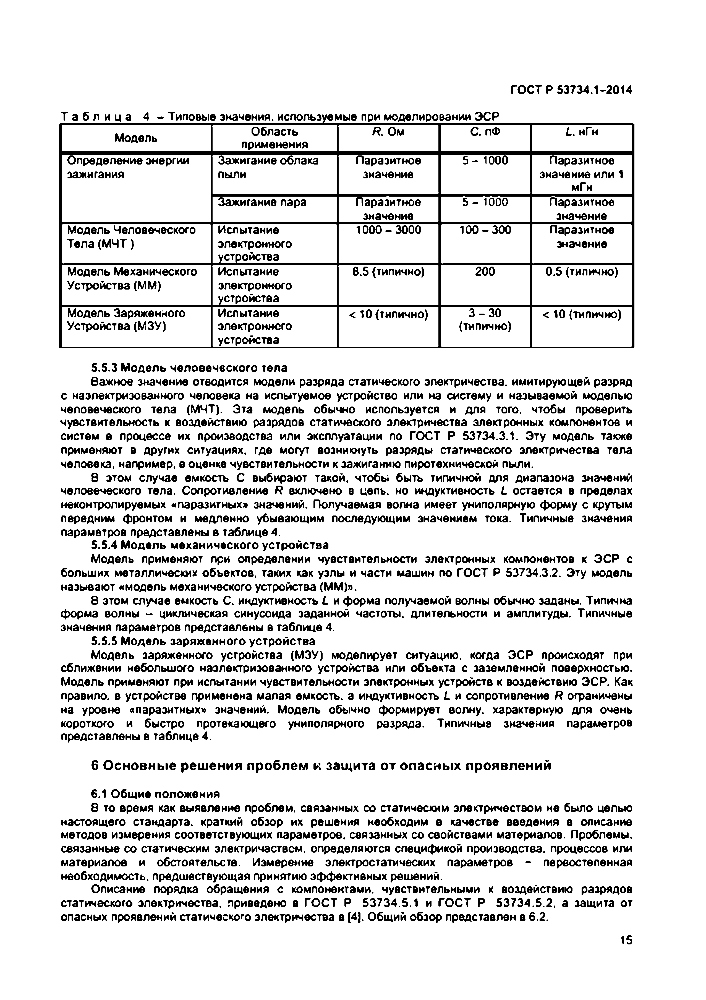 ГОСТ Р 53734.1–2014
Таблица 4 – Типовые значения, используемые при моделировании ЭСР
Модель
Область
применения
R, Ом
C, пФ
L, нГн
Определение энергии
зажигания
Зажигание облака
пыли
Паразитное
значение
5 – 1000
Паразитное
значение или 1
мГн
Зажигание пара
Паразитное
значение
5 – 1000
Паразитное
значение
Модель Человеческого
Тела (МЧТ )
Испытание
электронного
устройства
1000 – 3000
100 – 300
Паразитное
значение
Модель Механического
Устройства (ММ)
Испытание
электронного
устройства
8.5 (типично)
200
0.5 (типично)
Модель Заряженного
Устройства (МЗУ)
Испытание
электронного
устройства
< 10 (типично)
3 – 30
(типично)
< 10 (типично)
5.5.3 Модель человеческого тела
Важное значение отводится модели разряда статического электричества, имитирующей разряд
с наэлектризованного человека на испытуемое устройство или на систему и называемой моделью
человеческого тела (МЧТ). Эта модель обычно используется и для того, чтобы проверить
чувствительность к воздействию разрядов статического электричества электронных компонентов и
систем в процессе их производства или эксплуатации по ГОСТ Р 53734.3.1. Эту модель также
применяют в других ситуациях, где могут возникнуть разряды статического электричества тела
человека, например, в оценке чувствительности к зажиганию пиротехнической пыли.
В этом случае емкость С выбирают такой, чтобы быть типичной для диапазона значений
человеческого тела. Сопротивление R включено в цепь, но индуктивность L остается в пределах
неконтролируемых «паразитных» значений. Получаемая волна имеет униполярную форму с крутым
передним фронтом и медленно убывающим последующим значением тока. Типичные значения
параметров представлены в таблице 4.
5.5.4 Модель механического устройства
Модель применяют при определении чувствительности электронных компонентов к ЭСР с
больших металлических объектов, таких как узлы и части машин по ГОСТ Р 53734.3.2. Эту модель
называют «модель механического устройства (ММ)».
В этом случае емкость С, индуктивность L и форма получаемой волны обычно заданы. Типична
форма волны – циклическая синусоида заданной частоты, длительности и амплитуды. Типичные
значения параметров представлены в таблице 4.
5.5.5 Модель заряженного устройства
Модель заряженного устройства (МЗУ) моделирует ситуацию, когда ЭСР происходят при
сближении небольшого наэлектризованного устройства или объекта с заземленной поверхностью.
Модель применяют при испытании чувствительности электронных устройств к воздействию ЭСР. Как
правило, в устройстве применена малая емкость, а индуктивность L и сопротивление R ограничены
на уровне «паразитных» значений. Модель обычно формирует волну, характерную для очень
короткого и быстро протекающего униполярного разряда. Типичные значения параметров
представлены в таблице 4.
6 Основные решения проблем и защита от опасных проявлений
6.1 Общие положения
В то время как выявление проблем, связанных со статическим электричеством не было целью
настоящего стандарта, краткий обзор их решения необходим в качестве введения в описание
методов измерения соответствующих параметров, связанных со свойствами материалов. Проблемы,
связанные со статическим электричеством, определяются спецификой производства, процессов или
материалов и обстоятельств. Измерение электростатических параметров - первостепенная
необходимость, предшествующая принятию эффективных решений.
Описание порядка обращения с компонентами, чувствительными к воздействию разрядов
статического электричества, приведено в ГОСТ Р 53734.5.1 и ГОСТ Р 53734.5.2, а защита от
опасных проявлений статического электричества в [4]. Общий обзор представлен в 6.2.
15